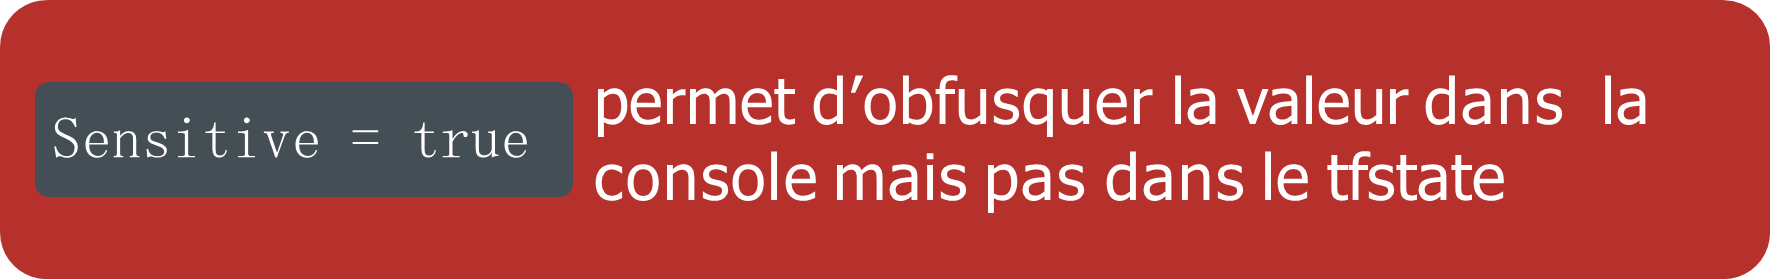 Sensitive = true
permet d’obfusquer la valeur dans  la
console mais pas dans le tfstate